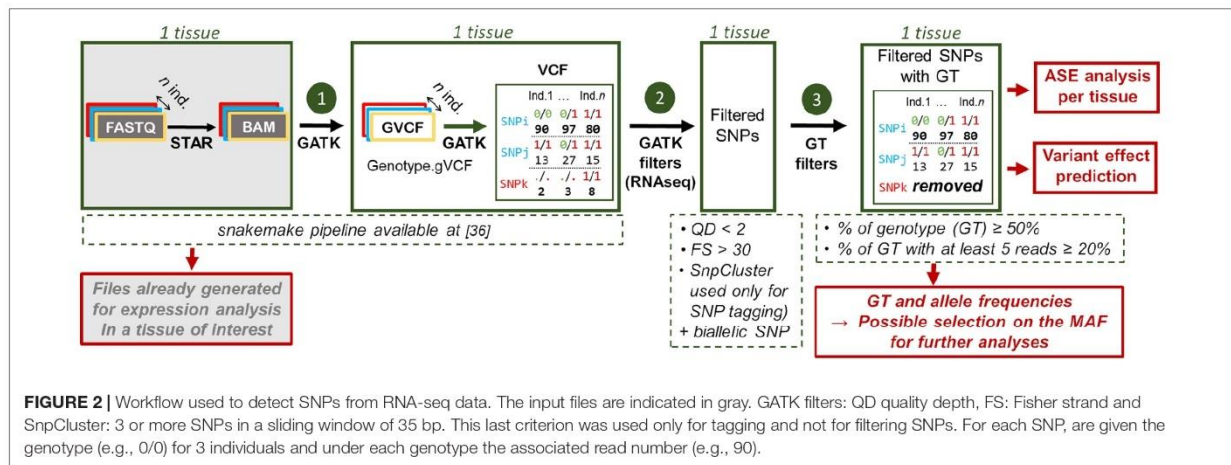 1 tissue
1 tissue
1 tissue
1 tissue
n ind.
FASTQ
STAR
BAM
1
GATK
n ind.
GVCF
Genotype.gVCF
GATK
VCF
Ind.1 ... Ind.n
SNPi 0/0 0/1 1/1
90 97 80
SNPj 1/1 0/1 1/1
13 27 15
SNPk ./. ./. 1/1
2 3 8
2
GATK
filters
(RNAseq)
Filtered
SNPs
3
GT
filters
Filtered SNPs
with GT
Ind.1 ... Ind.n
SNPi 0/0 0/1 1/1
90 97 80
SNPj 1/1 0/1 1/1
13 27 15
SNPk removed
ASE analysis
per tissue
Variant effect
prediction
snakemake pipeline available at [36]
Files already generated
for expression analysis
In a tissue of interest
• QD < 2
• FS > 30
• SnpCluster
used only for
SNP tagging)
+ biallelic SNP
• % of genotype (GT) ≥ 50%
• % of GT with at least 5 reads ≥ 20%
GT and allele frequencies
→ Possible selection on the MAF
for further analyses
FIGURE 2 | Workflow used to detect SNPs from RNA-seq data. The input files are indicated in gray. GATK filters: QD quality depth, FS: Fisher strand and
SnpCluster: 3 or more SNPs in a sliding window of 35 bp. This last criterion was used only for tagging and not for filtering SNPs. For each SNP, are given the
genotype (e.g., 0/0) for 3 individuals and under each genotype the associated read number (e.g., 90).